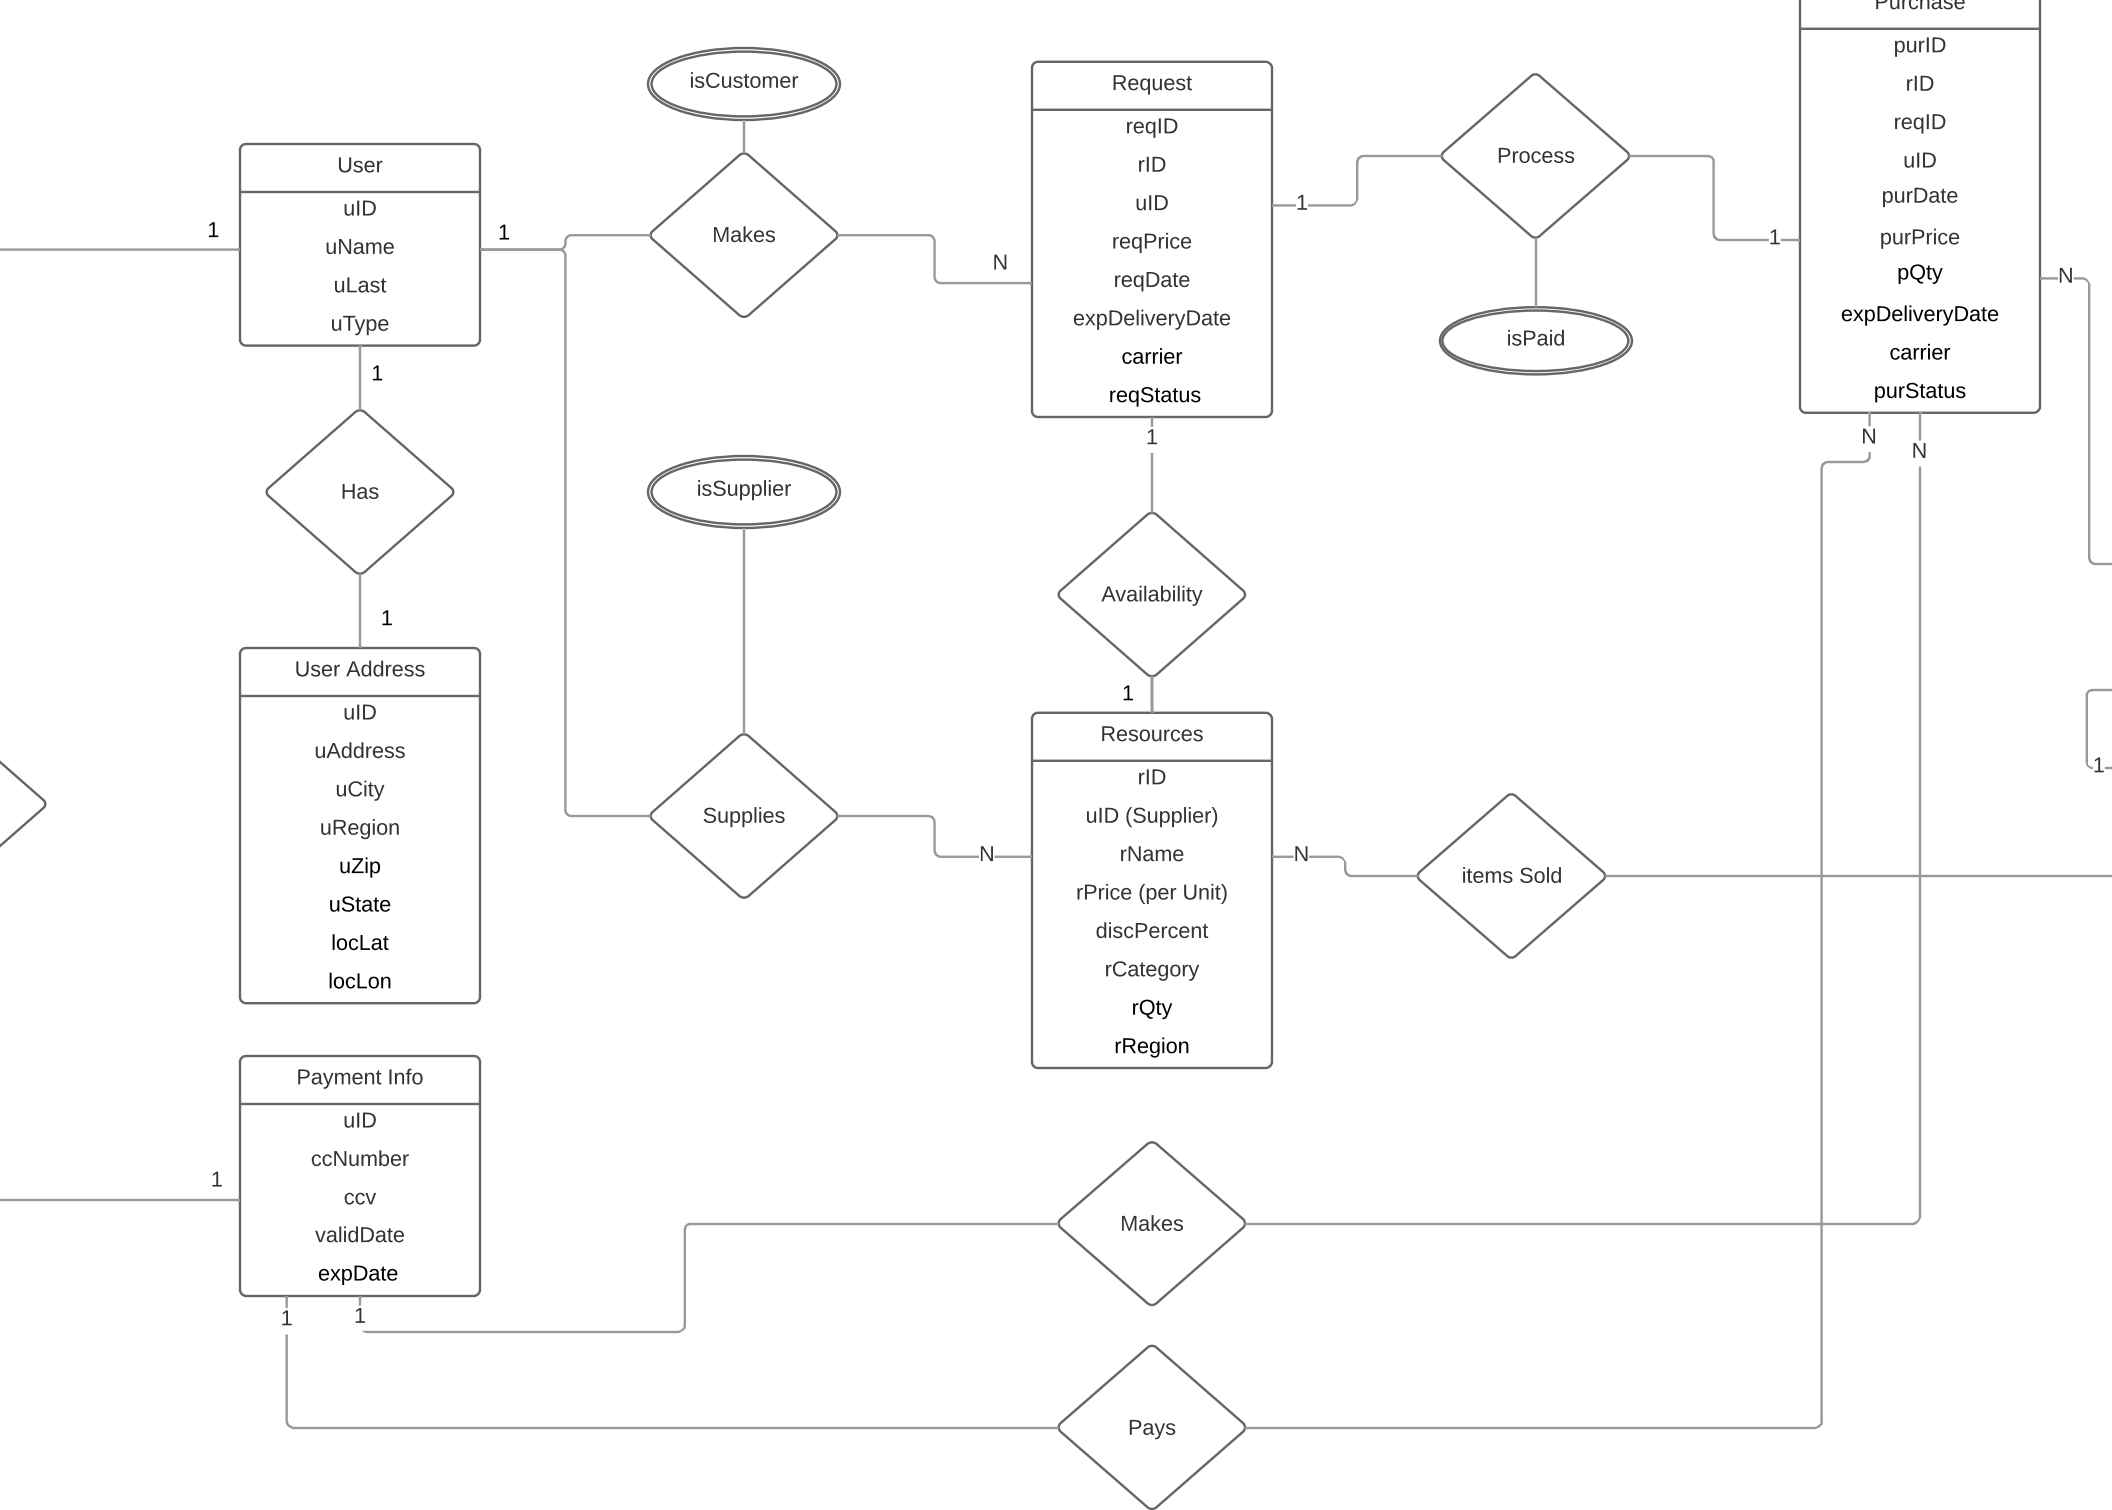 Purchase
purID
rID
reqID
uID
purDate
purPrice
pQty
expDeliveryDate
carrier
purStatus
isCustomer
Request
reqID
rID
uID
reqPrice
reqDate
expDeliveryDate
carrier
reqStatus
Process
User
uID
uName
uLast
uType
1
1
Makes
N
1
1
N
isPaid
1
Has
isSupplier
1
N
N
Availability
1
User Address
uID
uAddress
uCity
uRegion
uZip
uState
locLat
locLon
1
Resources
rID
uID (Supplier)
rName
rPrice (per Unit)
discPercent
rCategory
rQty
rRegion
Supplies
N
N
items Sold
1
Payment Info
uID
ccNumber
ccv
validDate
expDate
1
1
1
Makes
Pays